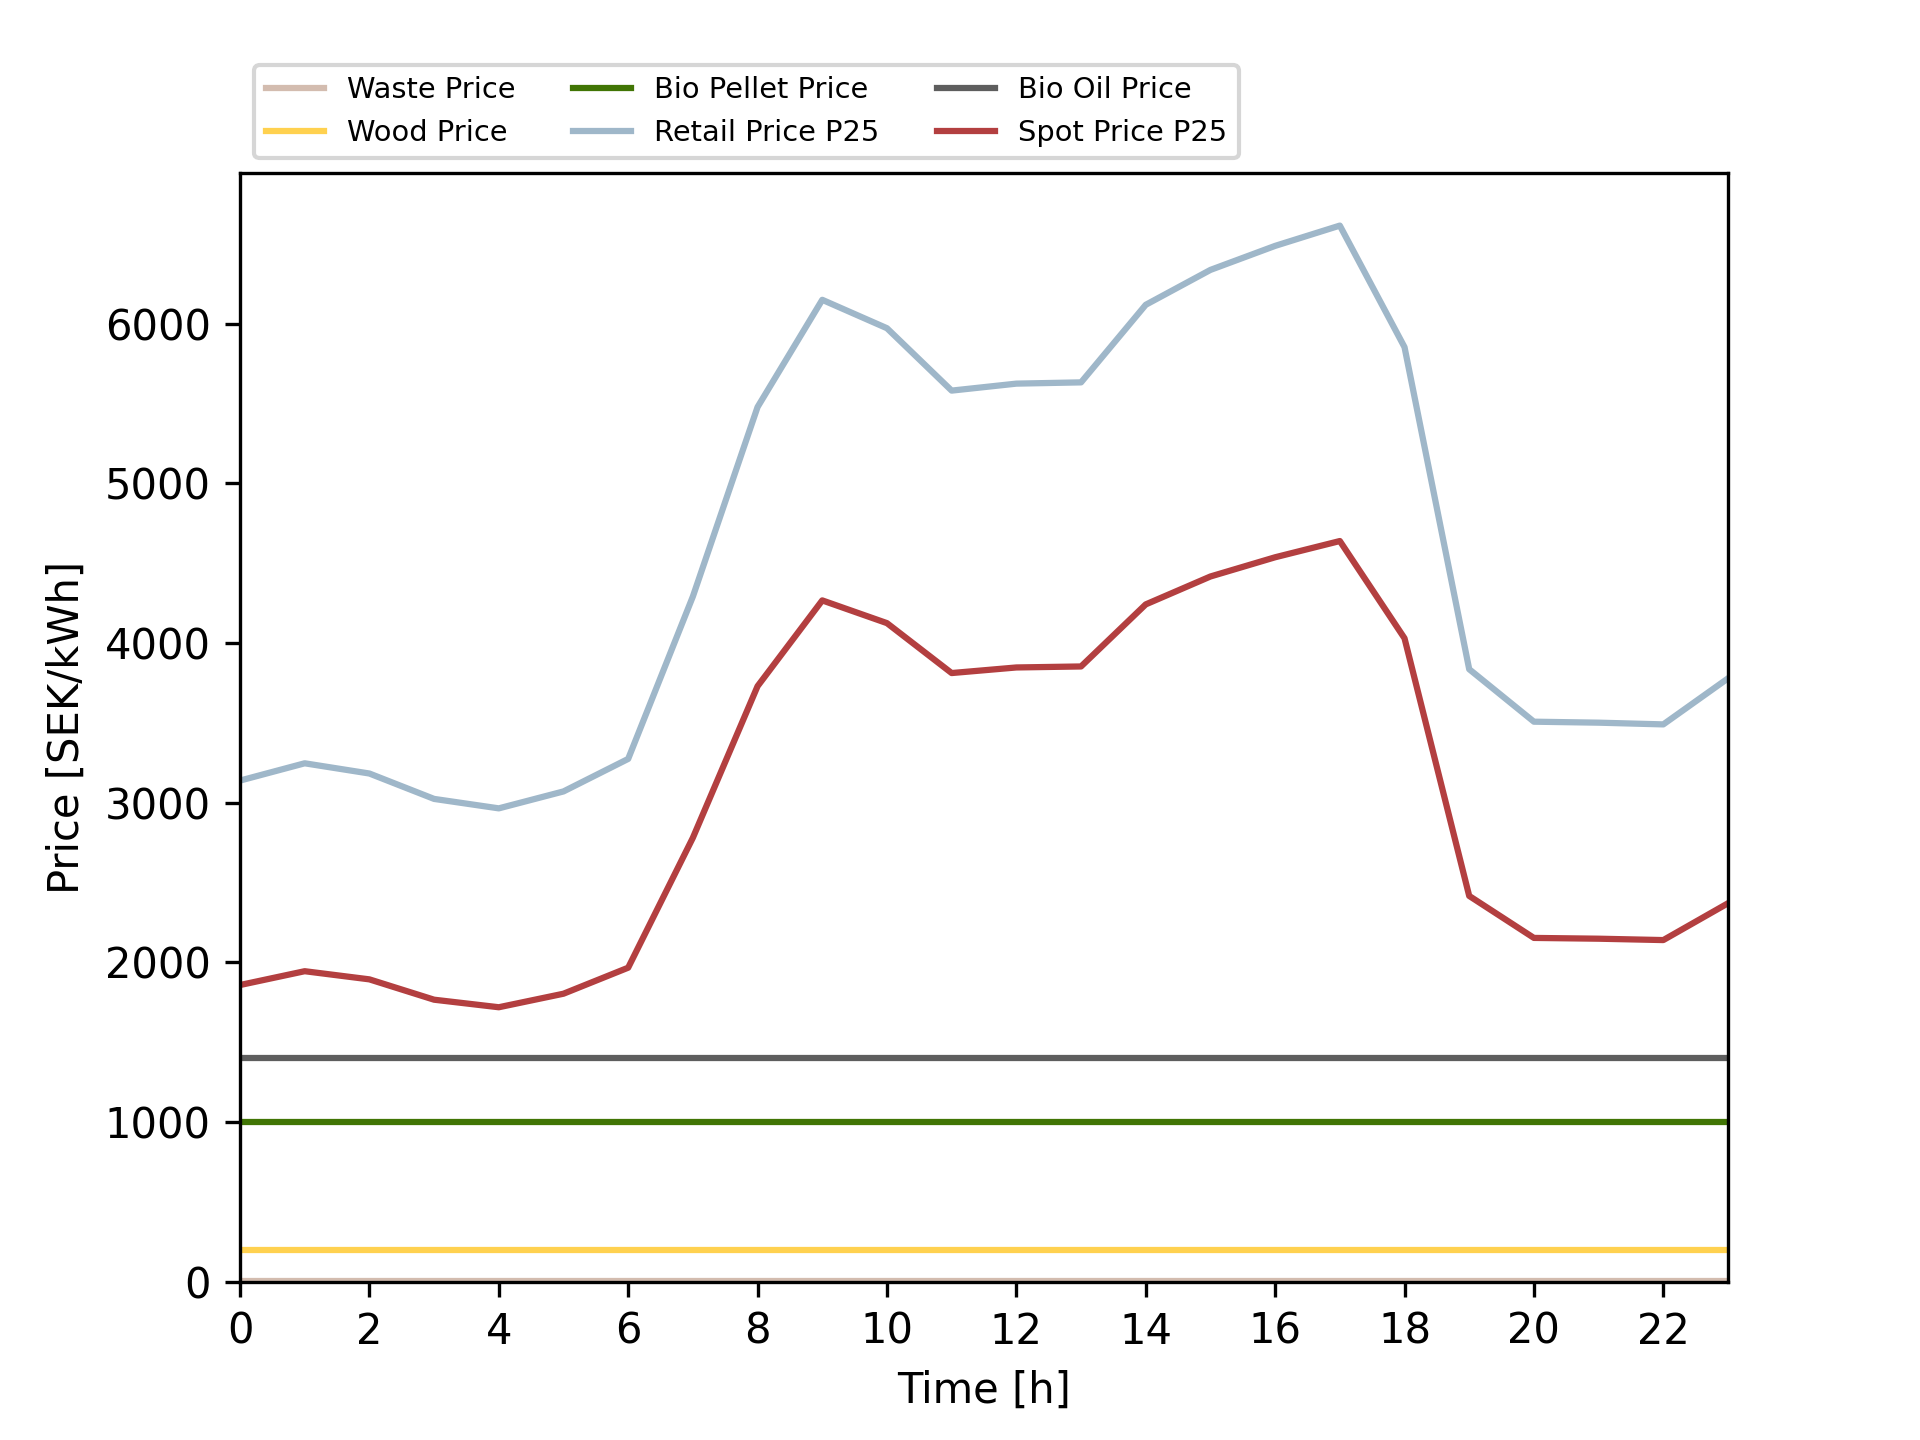 Waste Price Bio Pellet Price Bio Oil Price
Wood Price Retail Price P25 Spot Price P25
6000
5000
4000
3000
2000
1000
0
Price [SEK/kWh]
0 2 4 6 8 10 12 14 16 18 20 22
Time [h]